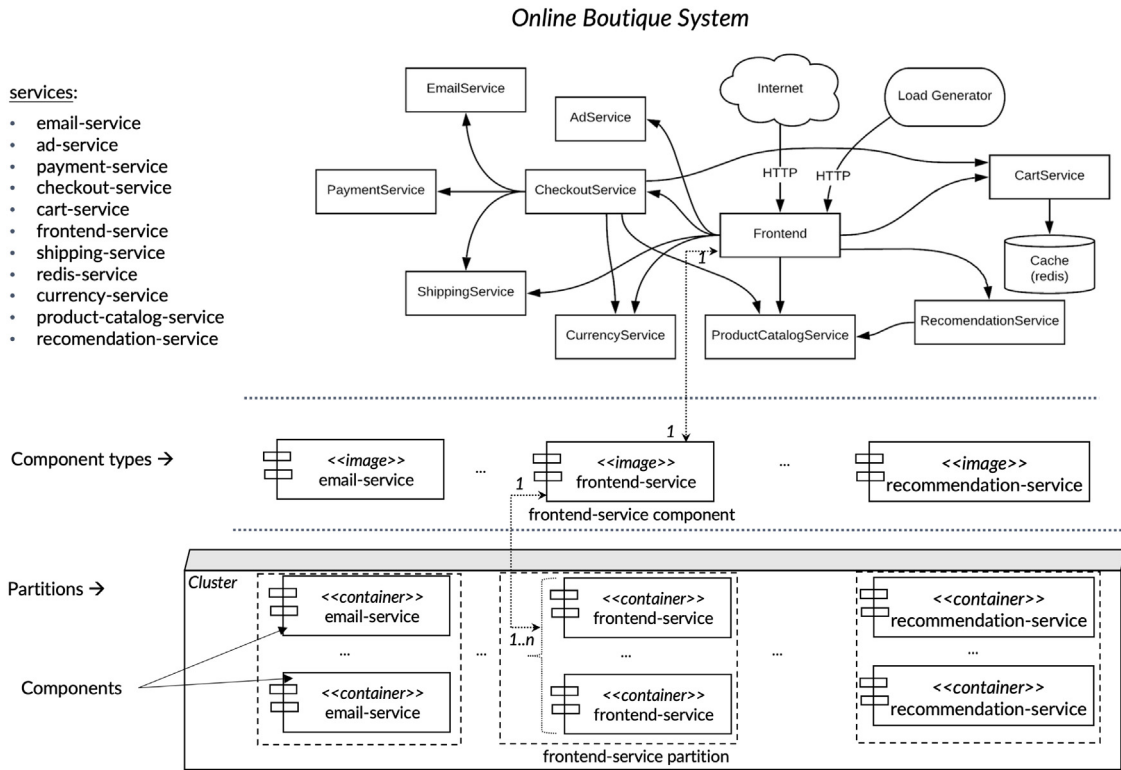 Online Boutique System
services:
• email-service
• ad-service
• payment-service
• checkout-service
• cart-service
• frontend-service
• shipping-service
• redis-service
• currency-service
• product-catalog-service
• recomendation-service
EmailService
AdService
Internet
Load Generator
PaymentService
CheckoutService
HTTP
HTTP
CartService
Frontend
1
Cache
(redis)
ShippingService
CurrencyService
ProductCatalogService
RecomendationService
Component types →
<<image>>
email-service
...
1
<<image>>
frontend-service
1
frontend-service component
...
<<image>>
recommendation-service
Partitions →
Cluster
<<container>>
email-service
...
<<container>>
email-service
Components
...
1..n
<<container>>
frontend-service
...
<<container>>
frontend-service
frontend-service partition
...
<<container>>
recommendation-service
...
<<container>>
recommendation-service